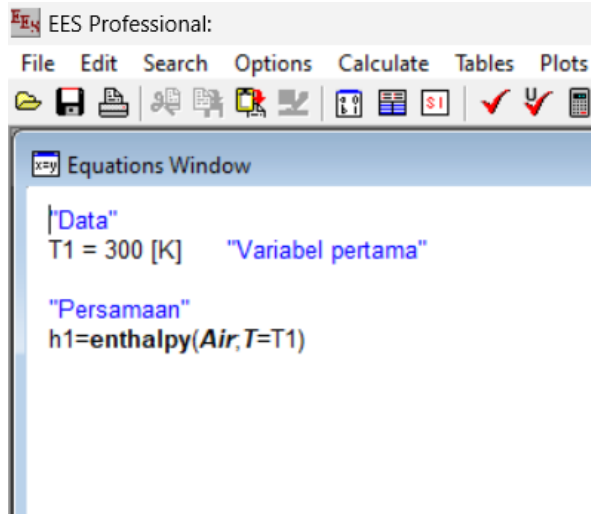 EES Professional:
File Edit Search Options Calculate Tables Plots
Equations Window
"Data"
T1 = 300 [K] "Variabel pertama"
"Persamaan"
h1=enthalpy(Air;T=T1)